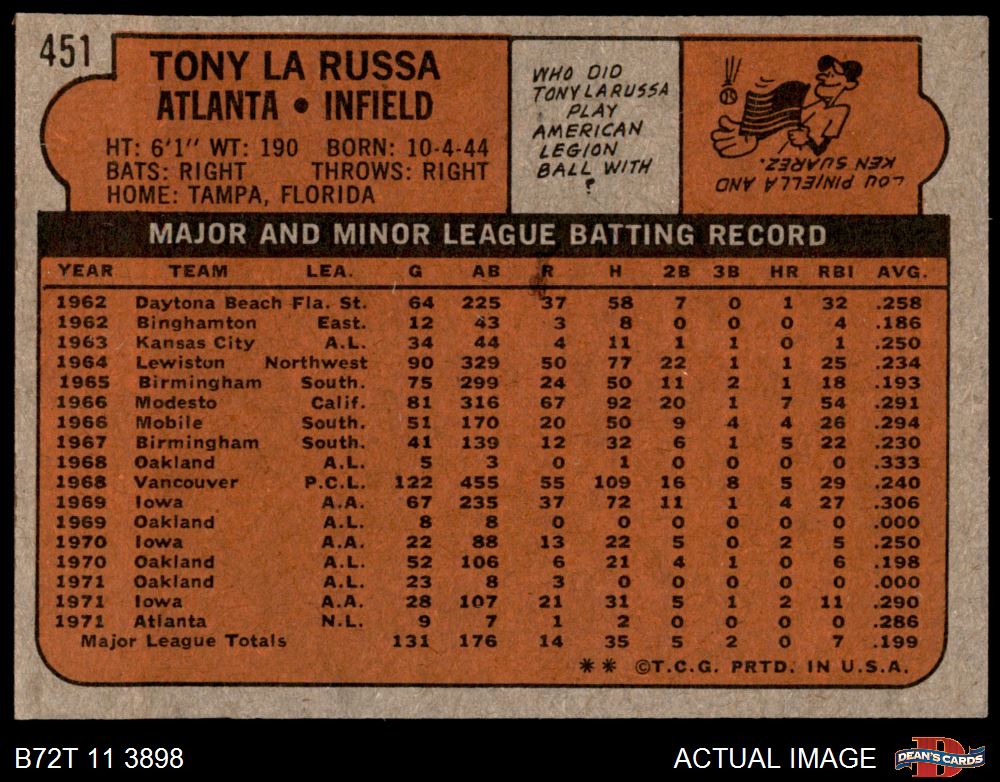 451
TONY LA RUSSA
ATLANTA • INFIELD
HT: 6'1" WT: 190 BORN: 10-4-44
BATS: RIGHT THROWS: RIGHT
HOME: TAMPA, FLORIDA
WHO DID
TONY LARUSSA
PLAY
AMERICAN
LEGION
BALL WITH
?
LOU PINIELLA AND
KEN SUAREZ.
MAJOR AND MINOR LEAGUE BATTING RECORD
YEAR TEAM LEA. G AB R H 2B 3B HR RBI AVG.
1962 Daytona Beach Fla. St. 64 225 37 58 7 0 1 32 .258
1962 Binghamton East. 12 43 3 8 0 0 0 4 .186
1963 Kansas City A.L. 34 44 4 11 1 1 0 1 .250
1964 Lewiston Northwest 90 329 50 77 22 1 1 25 .234
1965 Birmingham South. 75 299 24 50 11 2 1 18 .193
1966 Modesto Calif. 81 316 67 92 20 1 7 54 .291
1966 Mobile South. 51 170 20 50 9 4 4 26 .294
1967 Birmingham South. 41 139 12 32 6 1 5 22 .230
1968 Oakland A.L. 5 3 0 1 0 0 0 0 .333
1968 Vancouver P.C.L. 122 455 55 109 16 8 5 29 .240
1969 Iowa A.A. 67 235 37 72 11 1 4 27 .306
1969 Oakland A.L. 8 8 0 0 0 0 0 0 .000
1970 Iowa A.A. 22 88 13 22 5 0 2 5 .250
1970 Oakland A.L. 52 106 6 21 4 1 0 6 .198
1971 Oakland A.L. 23 8 3 0 0 0 0 0 .000
1971 Iowa A.A. 28 107 21 31 5 1 2 11 .290
1971 Atlanta N.L. 9 7 1 2 0 0 0 0 .286
Major League Totals 131 176 14 35 5 2 0 7 .199
** ©T.C.G. PRTD. IN U.S.A.
B72T 11 3898
ACTUAL IMAGE
D
DEAN'S CARDS